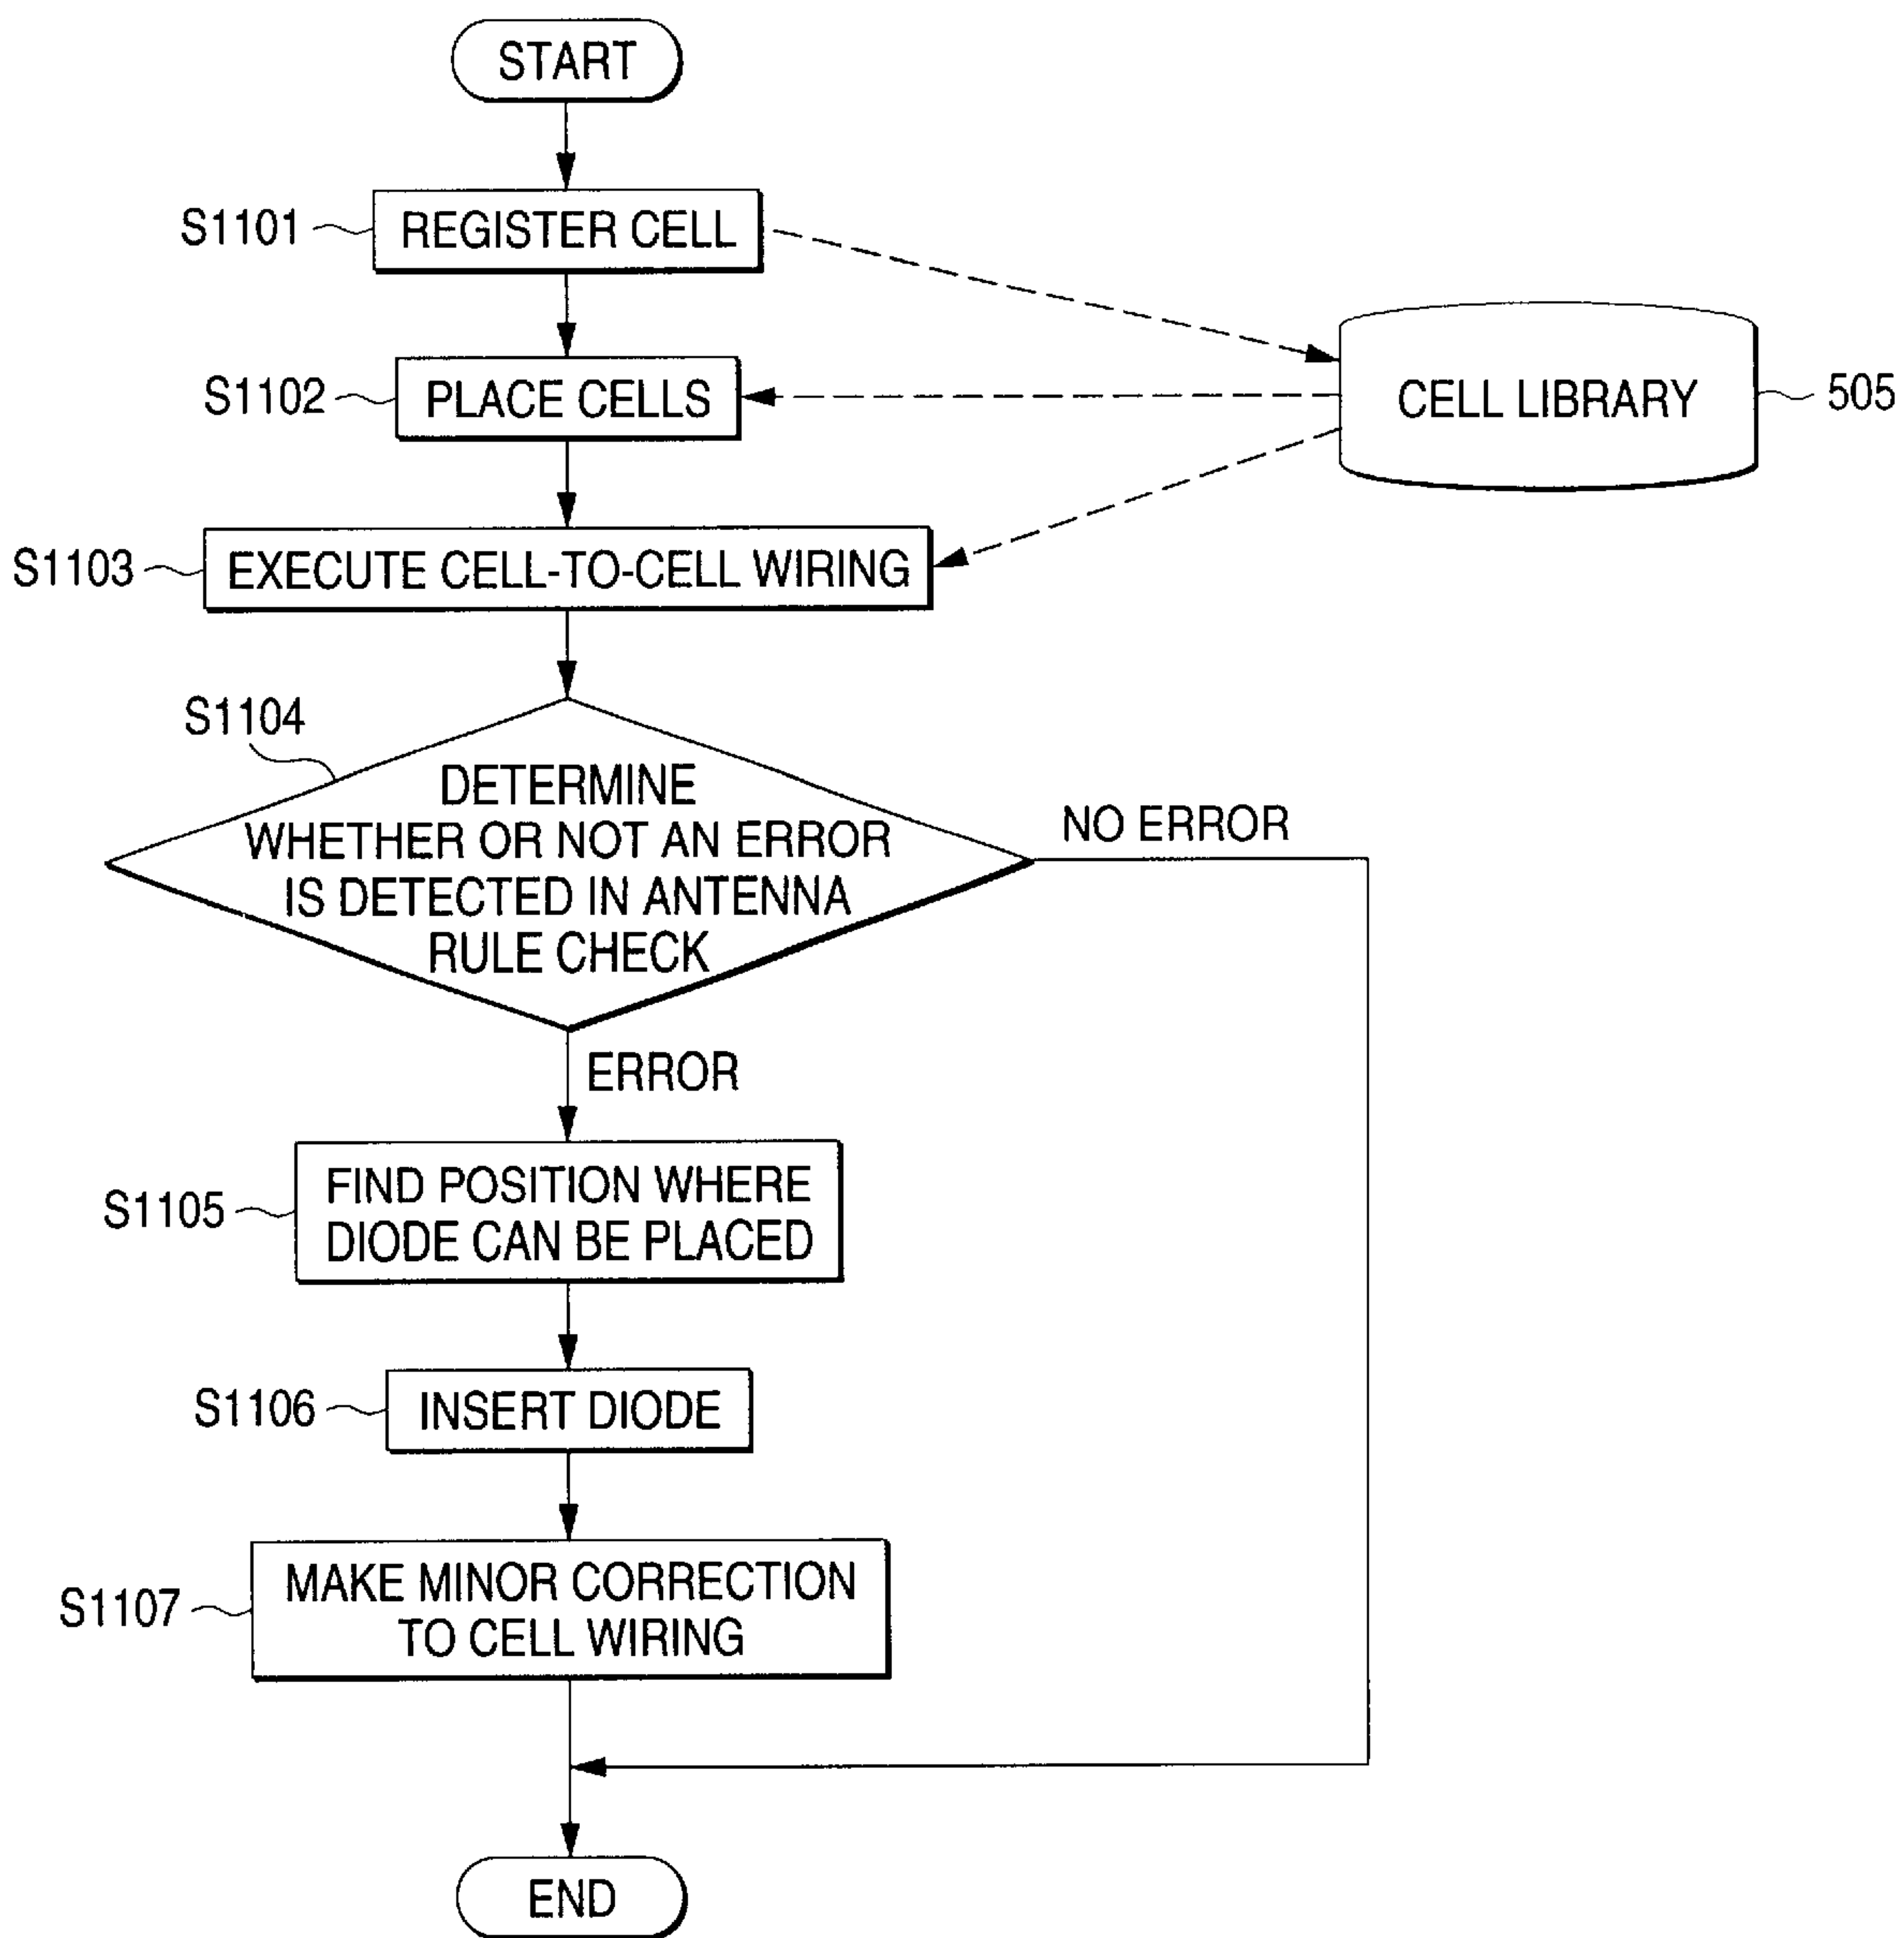 START
S1101
REGISTER CELL
S1102
PLACE CELLS
CELL LIBRARY
505
S1103
EXECUTE CELL-TO-CELL WIRING
S1104
DETERMINE
WHETHER OR NOT AN ERROR
IS DETECTED IN ANTENNA
RULE CHECK
NO ERROR
ERROR
S1105
FIND POSITION WHERE
DIODE CAN BE PLACED
S1106
INSERT DIODE
S1107
MAKE MINOR CORRECTION
TO CELL WIRING
END